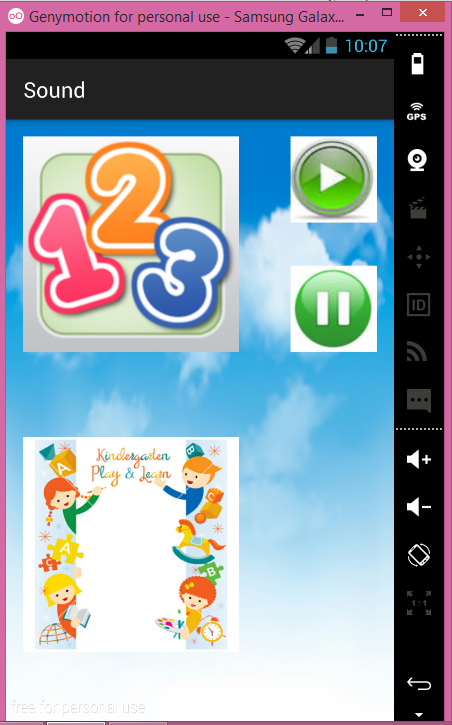 Genymotion for personal use - Samsung Galax...
10:07
Sound
GPS
1 2 3
ID
Kindergarten
Play & Learn
A
B
C
A
C
B
1:1
free for personal use